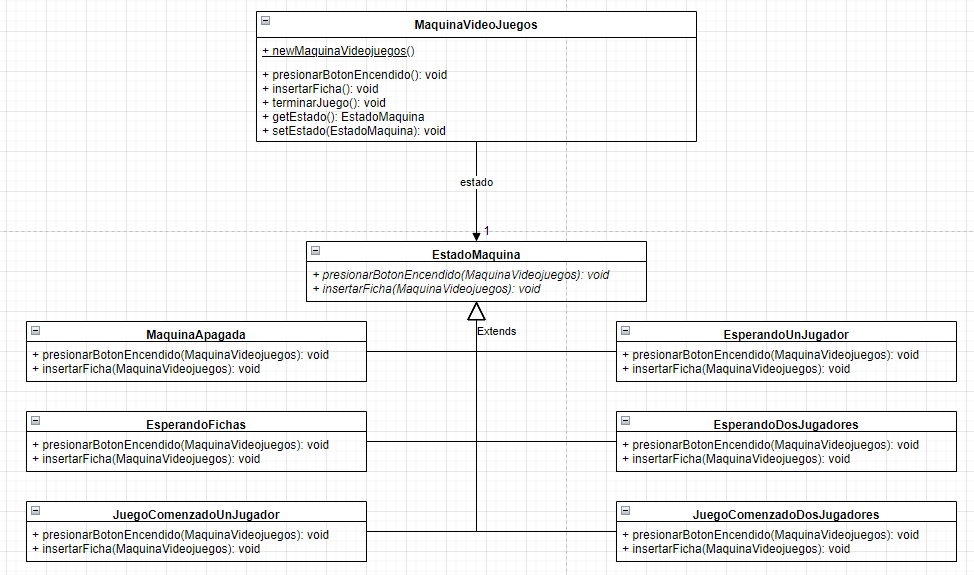 MaquinaVideoJuegos
+ newMaquinaVideojuegos()
+ presionarBotonEncendido(): void
+ insertarFicha(): void
+ terminarJuego(): void
+ getEstado(): EstadoMaquina
+ setEstado(EstadoMaquina): void
estado
1
EstadoMaquina
+ presionarBotonEncendido(MaquinaVideojuegos): void
+ insertarFicha(MaquinaVideojuegos): void
Extends
MaquinaApagada
+ presionarBotonEncendido(MaquinaVideojuegos): void
+ insertarFicha(MaquinaVideojuegos): void
EsperandoUnJugador
+ presionarBotonEncendido(MaquinaVideojuegos): void
+ insertarFicha(MaquinaVideojuegos): void
EsperandoFichas
+ presionarBotonEncendido(MaquinaVideojuegos): void
+ insertarFicha(MaquinaVideojuegos): void
EsperandoDosJugadores
+ presionarBotonEncendido(MaquinaVideojuegos): void
+ insertarFicha(MaquinaVideojuegos): void
JuegoComenzadoUnJugador
+ presionarBotonEncendido(MaquinaVideojuegos): void
+ insertarFicha(MaquinaVideojuegos): void
JuegoComenzadoDosJugadores
+ presionarBotonEncendido(MaquinaVideojuegos): void
+ insertarFicha(MaquinaVideojuegos): void